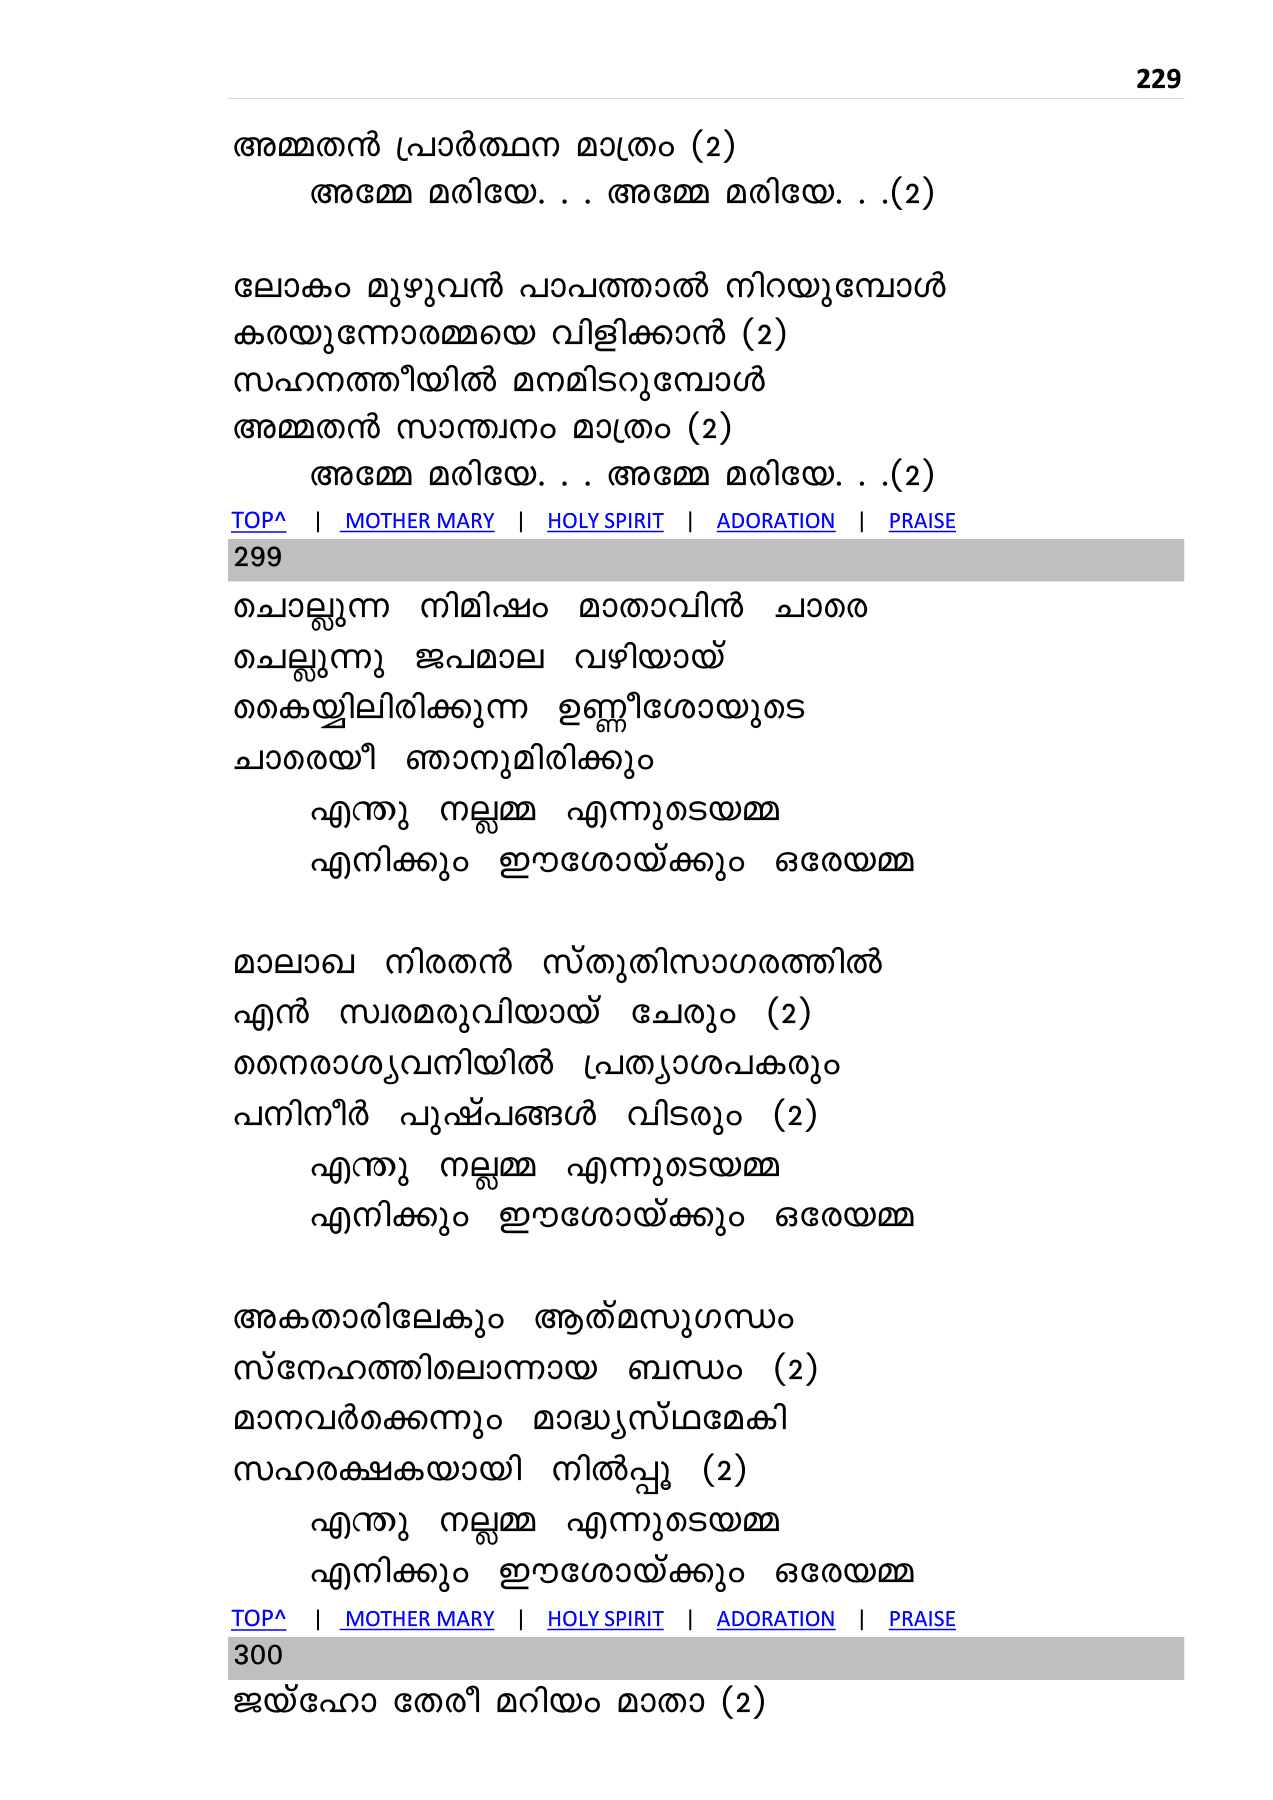 229
അമ്മതൻ പ്രാർത്ഥന മാത്രം (2)
അമ്മേ മരിയേ. . . അമ്മേ മരിയേ. . .(2)
ലോകം മുഴുവൻ പാപത്താൽ നിറയുമ്പോൾ
കരയുന്നോരമ്മയെ വിളിക്കാൻ (2)
സഹനത്തീയിൽ മനമിടറുമ്പോൾ
അമ്മതൻ സാന്ത്വനം മാത്രം (2)
അമ്മേ മരിയേ. . . അമ്മേ മരിയേ. . .(2)
TOP^ | MOTHER MARY | HOLY SPIRIT | ADORATION | PRAISE
299
ചൊല്ലുന്ന നിമിഷം മാതാവിൻ ചാരെ
ചെല്ലുന്നു ജപമാല വഴിയായ്
കൈയ്യിലിരിക്കുന്ന ഉണ്ണീശോയുടെ
ചാരെയീ ഞാനുമിരിക്കും
എന്തു നല്ലമ്മ എന്നുടെയമ്മ
എനിക്കും ഈശോയ്ക്കും ഒരേയമ്മ
മാലാഖ നിരതൻ സ്തുതിസാഗരത്തിൽ
എൻ സ്വരമരുവിയായ് ചേരും (2)
നൈരാശ്യവനിയിൽ പ്രത്യാശപകരും
പനിനീർ പുഷ്പങ്ങൾ വിടരും (2)
എന്തു നല്ലമ്മ എന്നുടെയമ്മ
എനിക്കും ഈശോയ്ക്കും ഒരേയമ്മ
അകതാരിലേകും ആത്മസുഗന്ധം
സ്നേഹത്തിലൊന്നായ ബന്ധം (2)
മാനവർക്കെന്നും മാദ്ധ്യസ്ഥമേകി
സഹരക്ഷകയായി നിൽപ്പൂ (2)
എന്തു നല്ലമ്മ എന്നുടെയമ്മ
എനിക്കും ഈശോയ്ക്കും ഒരേയമ്മ
TOP^ | MOTHER MARY | HOLY SPIRIT | ADORATION | PRAISE
300
ജയ്ഹോ തേരീ മറിയം മാതാ (2)